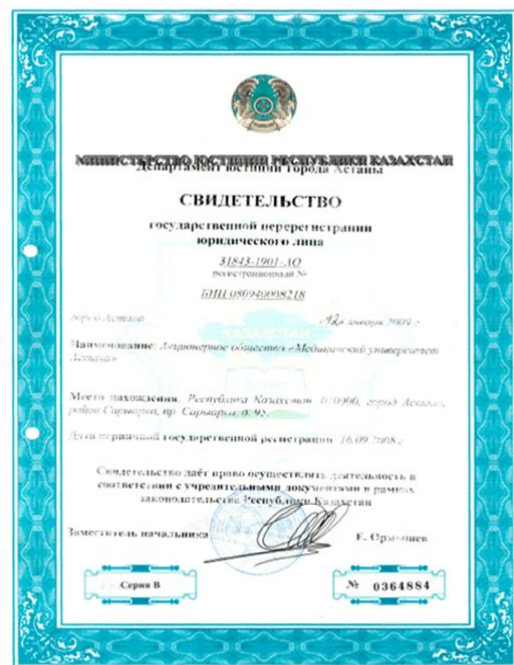 МИНИСТЕРСТВО ЮСТИЦИИ РЕСПУБЛИКИ КАЗАХСТАН
Департамент юстиции города Астаны
СВИДЕТЕЛЬСТВО
государственной перерегистрации
юридического лица
31843-1901-АО
регистрационный №
БИН 080940008218
город Астана
«12» января 2009 г.
КАЗАХСТАН
Наименование: Акционерное общество «Медицинский университет
Астана»
Место нахождения: Республика Казахстан, 010000, город Астана,
район Сарыарка, пр. Сарыарка, д. 95.
Дата первичной государственной регистрации 16.09.2008 г.
Свидетельство даёт право осуществлять деятельность в
соответствии с учредительными документами в рамках
законодательства Республики Казахстан
Заместитель начальника
Е.
Серия В
№ 0364884